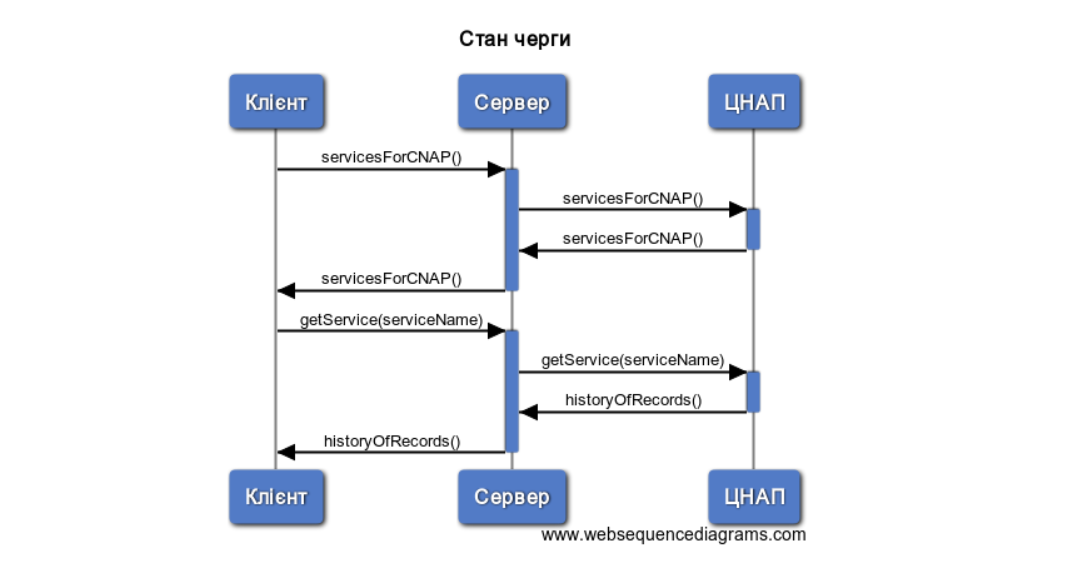 Стан черги
Клієнт
Сервер
ЦНАП
servicesForCNAP()
servicesForCNAP()
servicesForCNAP()
servicesForCNAP()
getService(serviceName)
getService(serviceName)
historyOfRecords()
historyOfRecords()
Клієнт
Сервер
ЦНАП
www.websequencediagrams.com